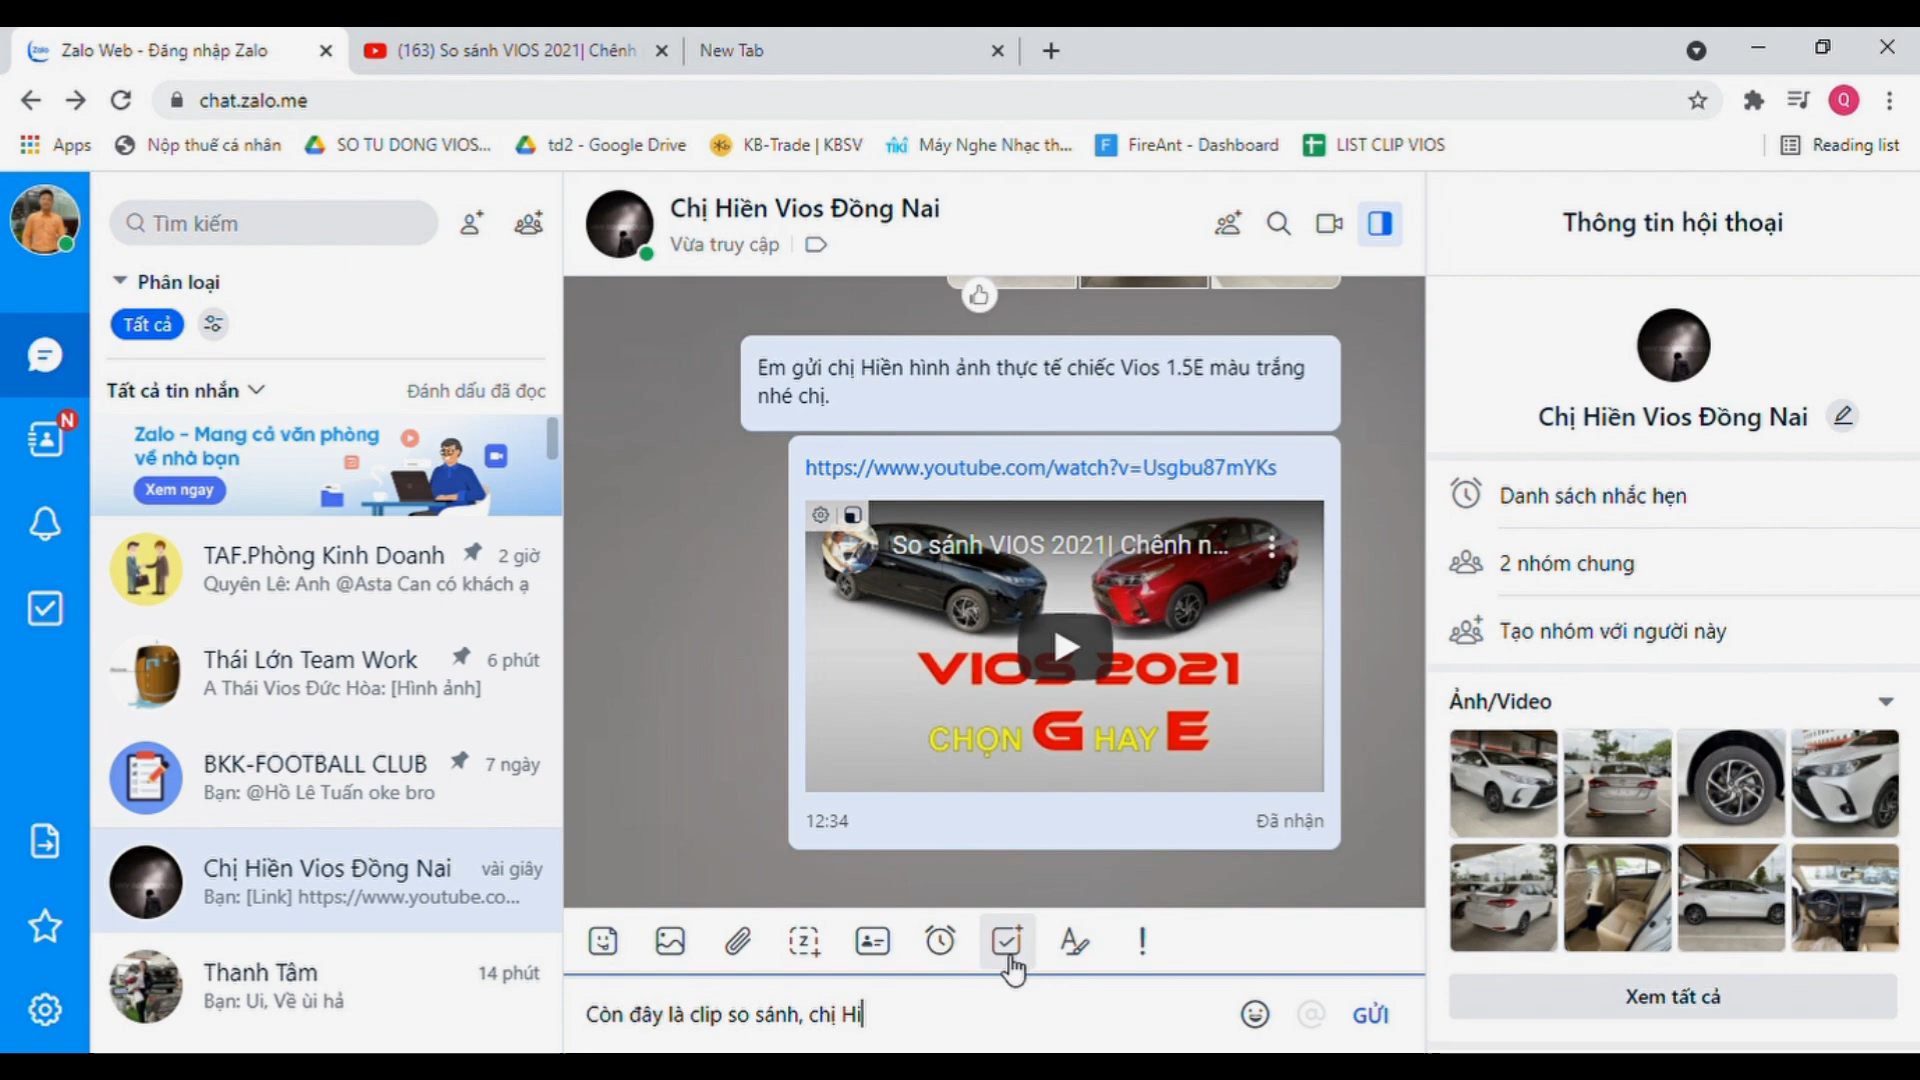 Zalo Web - Đăng nhập Zalo
(163) So sánh VIOS 2021| Chênh
New Tab
chat.zalo.me
Q
Apps
Nộp thuế cá nhân
SO TU DONG VIOS...
td2 - Google Drive
KB-Trade | KBSV
TIKI
Máy Nghe Nhạc th...
F
FireAnt - Dashboard
LIST CLIP VIOS
Reading list
Tìm kiếm
Phân loại
Tất cả
Tất cả tin nhắn
Đánh dấu đã đọc
N
Zalo - Mang cả văn phòng
về nhà bạn
Xem ngay
TAF.Phòng Kinh Doanh
2 giờ
Quyên Lê: Anh @Asta Can có khách ạ
Thái Lớn Team Work
6 phút
A Thái Vios Đức Hòa: [Hình ảnh]
BKK-FOOTBALL CLUB
7 ngày
Bạn: @Hồ Lê Tuấn oke bro
Chị Hiền Vios Đồng Nai
vài giây
Bạn: [Link] https://www.youtube.co...
Thanh Tâm
14 phút
Bạn: Ui, Về ùi hả
Chị Hiền Vios Đồng Nai
Vừa truy cập
Em gửi chị Hiền hình ảnh thực tế chiếc Vios 1.5E màu trắng
nhé chị.
https://www.youtube.com/watch?v=Usgbu87mYKs
So sánh VIOS 2021| Chênh n...
VIOS 2021
CHỌN G HAY E
12:34
Đã nhận
Còn đây là clip so sánh, chị Hi
GỬI
Thông tin hội thoại
Chị Hiền Vios Đồng Nai
Danh sách nhắc hẹn
2 nhóm chung
Tạo nhóm với người này
Ảnh/Video
Xem tất cả